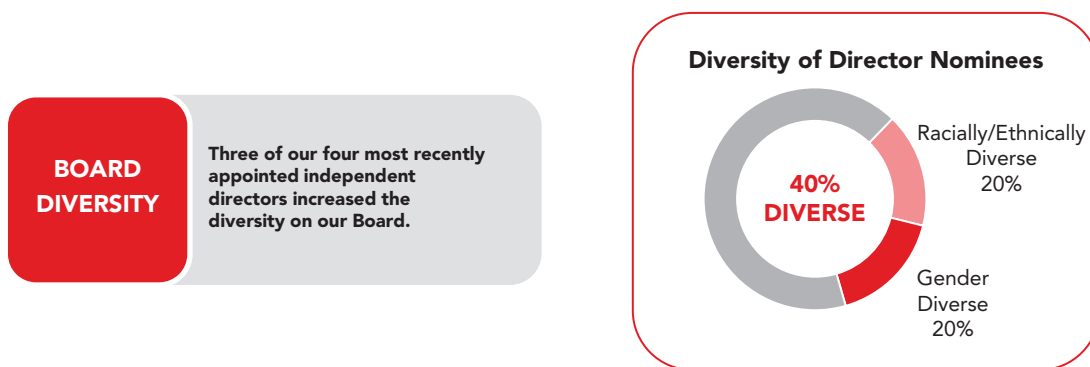 BOARD
DIVERSITY
Three of our four most recently
appointed independent
directors increased the
diversity on our Board.
Diversity of Director Nominees
40%
DIVERSE
Racially/Ethnically
Diverse
20%
Gender
Diverse
20%